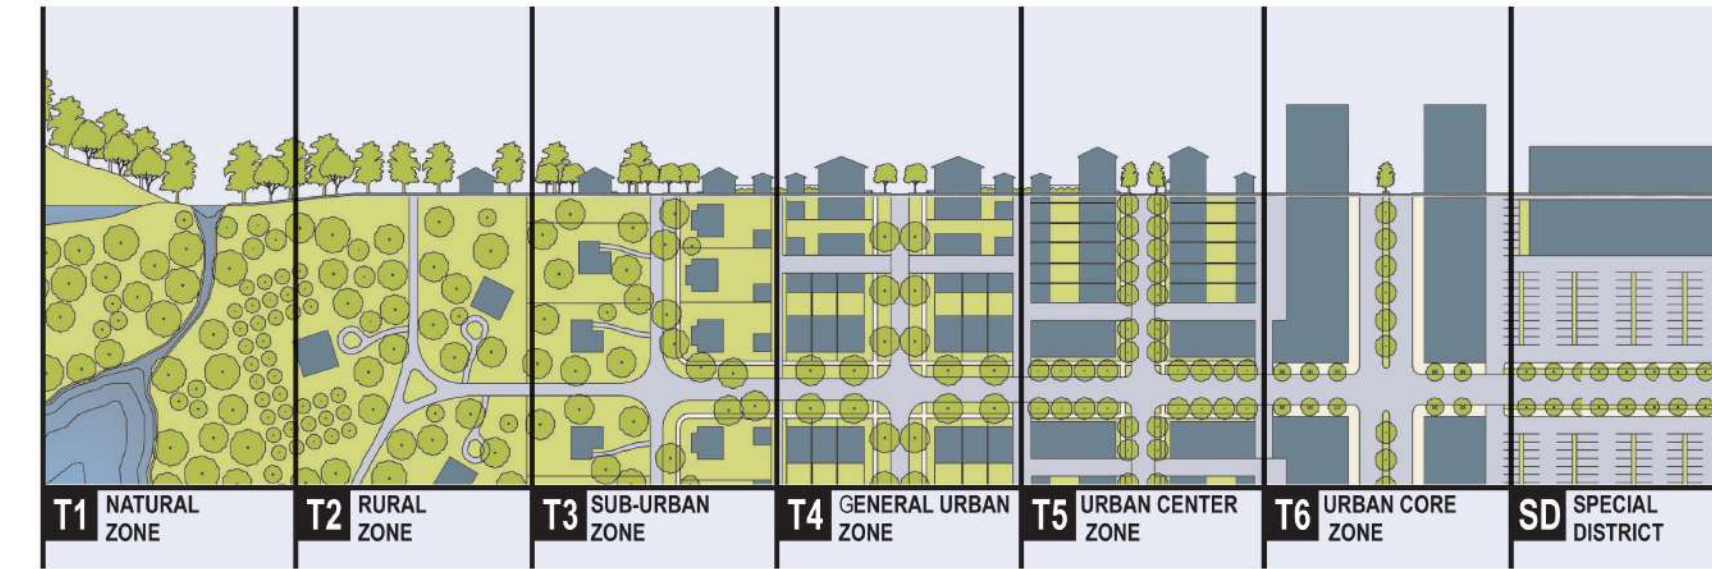 T1 NATURAL
ZONE
T2 RURAL
ZONE
T3 SUB-URBAN
ZONE
T4 GENERAL URBAN
ZONE
T5 URBAN CENTER
ZONE
T6 URBAN CORE
ZONE
SD SPECIAL
DISTRICT